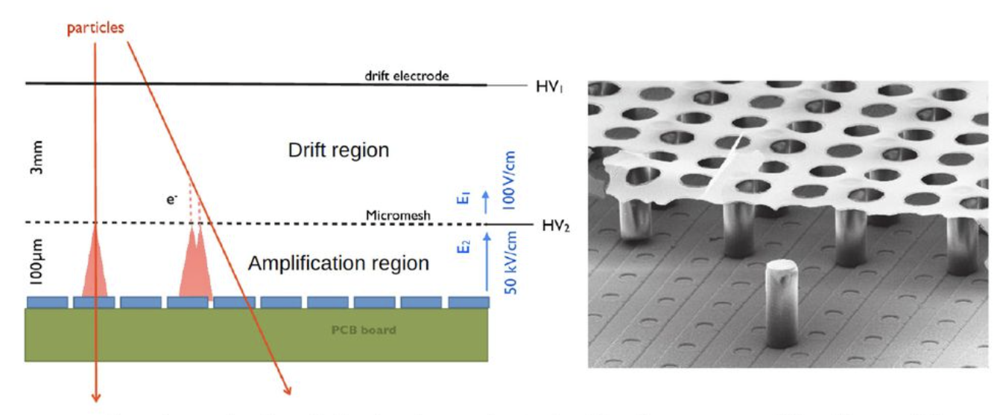 particles
drift electrode
HV₁
3mm
Drift region
E₁
100V/cm
e⁻
Micromesh
HV₂
100μm
Amplification region
E₂
50 kV/cm
PCB board